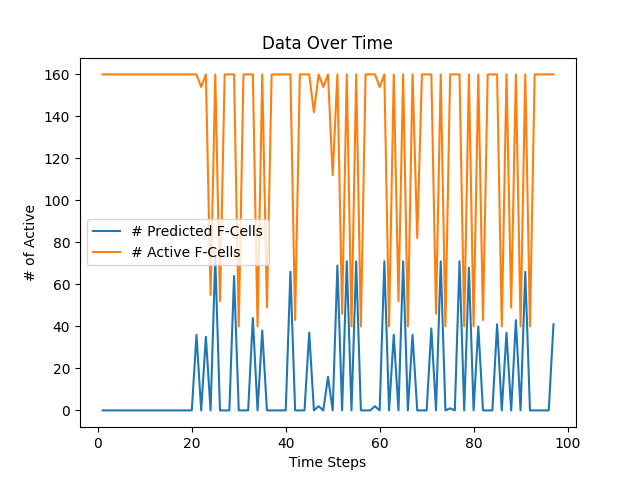 Data Over Time
160
140
120
100
80
60
40
20
0
# of Active
# Predicted F-Cells
# Active F-Cells
0 20 40 60 80 100
Time Steps